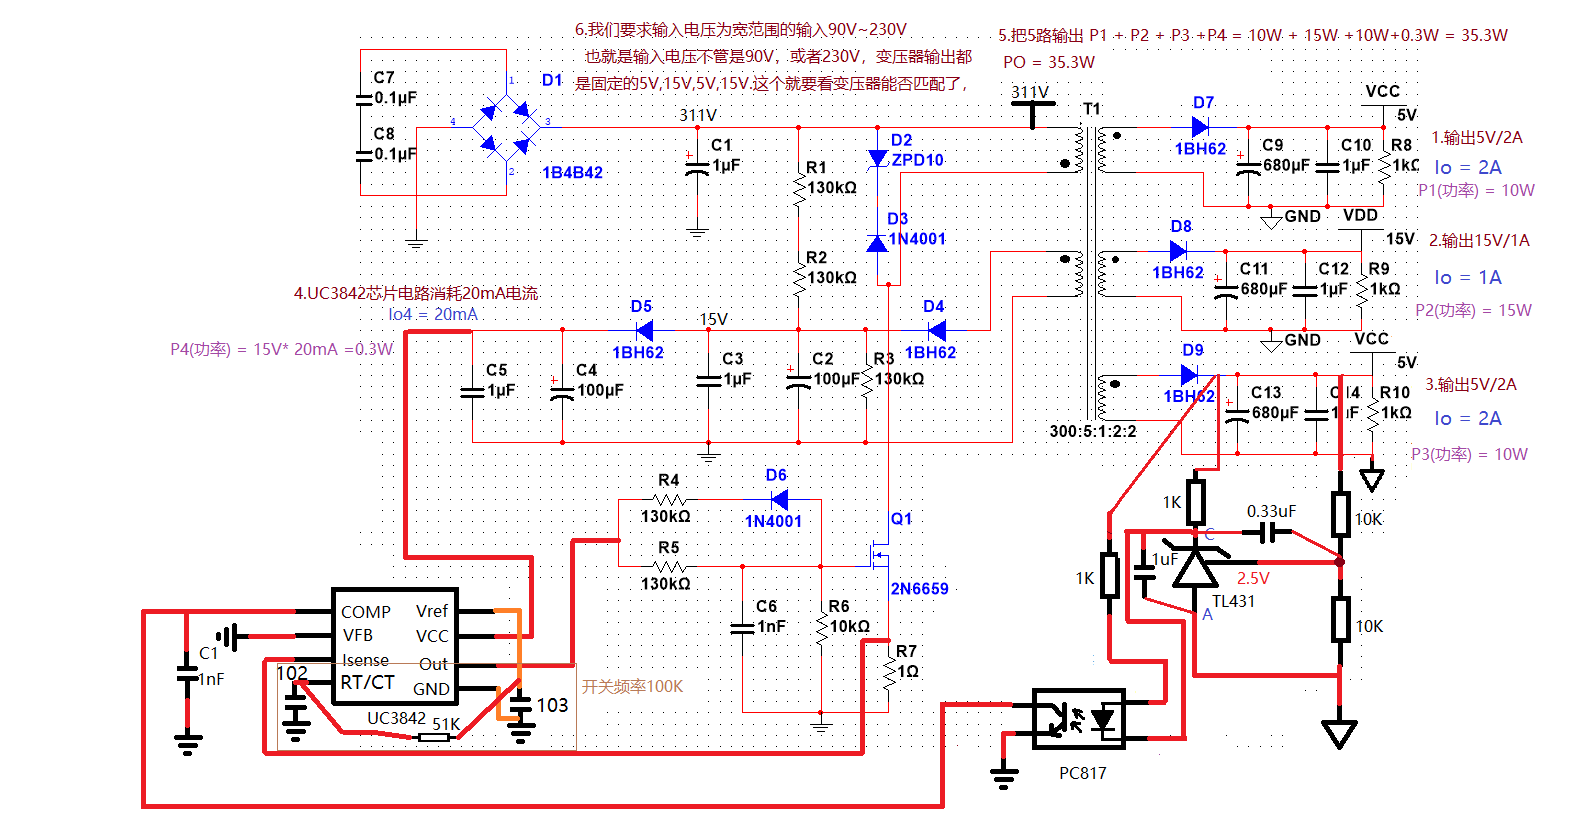 6.我们要求输入电压为宽范围的输入90V~230V
也就是输入电压不管是90V，或者230V，变压器输出都
是固定的5V,15V,5V,15V.这个就要看变压器能否匹配了，
5.把5路输出 P1 + P2 + P3 +P4 = 10W + 15W +10W+0.3W = 35.3W
PO = 35.3W
C7
0.1µF
C8
0.1µF
D1
1
4
3
2
1B4B42
311V
C1
1µF
R1
130kΩ
R2
130kΩ
D2
ZPD10
D3
1N4001
311V
T1
300:5:1:2:2
D7
1BH62
C9
680µF
C10
1µF
VCC
5V
R8
1kΩ
GND
1.输出5V/2A
Io = 2A
P1(功率) = 10W
D8
1BH62
C11
680µF
C12
1µF
VDD
15V
R9
1kΩ
GND
2.输出15V/1A
Io = 1A
P2(功率) = 15W
D9
1BH62
C13
680µF
VCC
5V
R10
1kΩ
3.输出5V/2A
Io = 2A
P3(功率) = 10W
4.UC3842芯片电路消耗20mA电流
Io4 = 20mA
P4(功率) = 15V* 20mA =0.3W
C5
1µF
C4
100µF
D5
1BH62
15V
C3
1µF
C2
100µF
R3
130kΩ
D4
1BH62
R4
130kΩ
D6
1N4001
R5
130kΩ
Q1
2N6659
C6
1nF
R6
10kΩ
R7
1Ω
COMP
VFB
Isense
RT/CT
Vref
VCC
Out
GND
UC3842
C1
1nF
102
51K
103
开关频率100K
1K
1K
0.33uF
10K
C
1uF
2.5V
TL431
A
10K
PC817